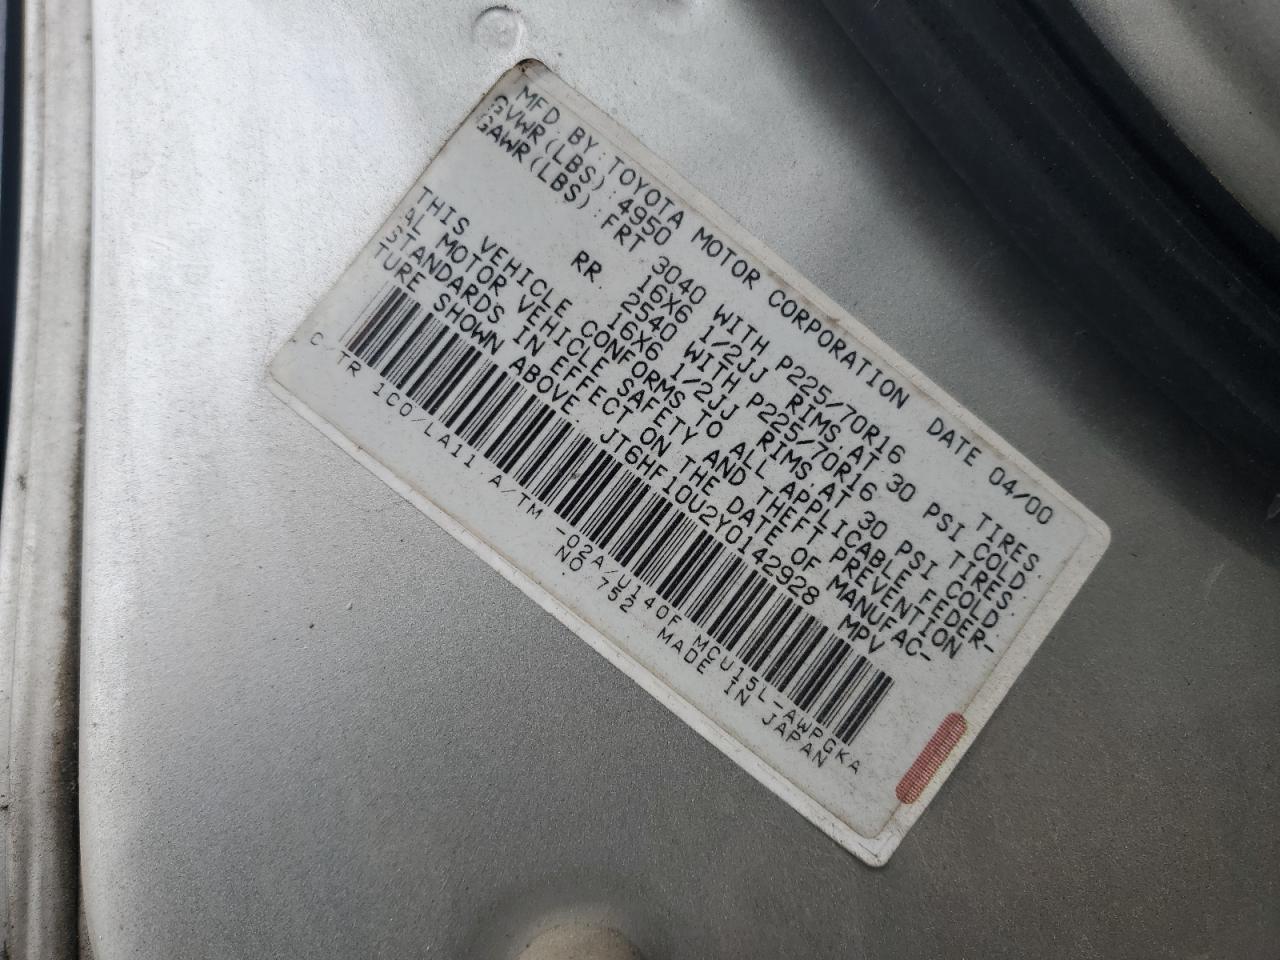 MFD BY:TOYOTA MOTOR CORPORATION DATE 04/00
GVWR(LBS):4950
GAWR(LBS):FRT 3040 WITH P225/70R16 TIRES,
16X6 1/2JJ RIMS,AT 30 PSI COLD
RR 2540 WITH P225/70R16 TIRES,
16X6 1/2JJ RIMS,AT 30 PSI COLD.
THIS VEHICLE CONFORMS TO ALL APPLICABLE FEDER-
AL MOTOR VEHICLE SAFETY AND THEFT PREVENTION
STANDARDS IN EFFECT ON THE DATE OF MANUFAC-
TURE SHOWN ABOVE. JT6HF10U2Y0142928 MPV
C/TR 1C0/LA11 A/TM -02A/U140F MCU15L-AWPGKA
NO 752 MADE IN JAPAN